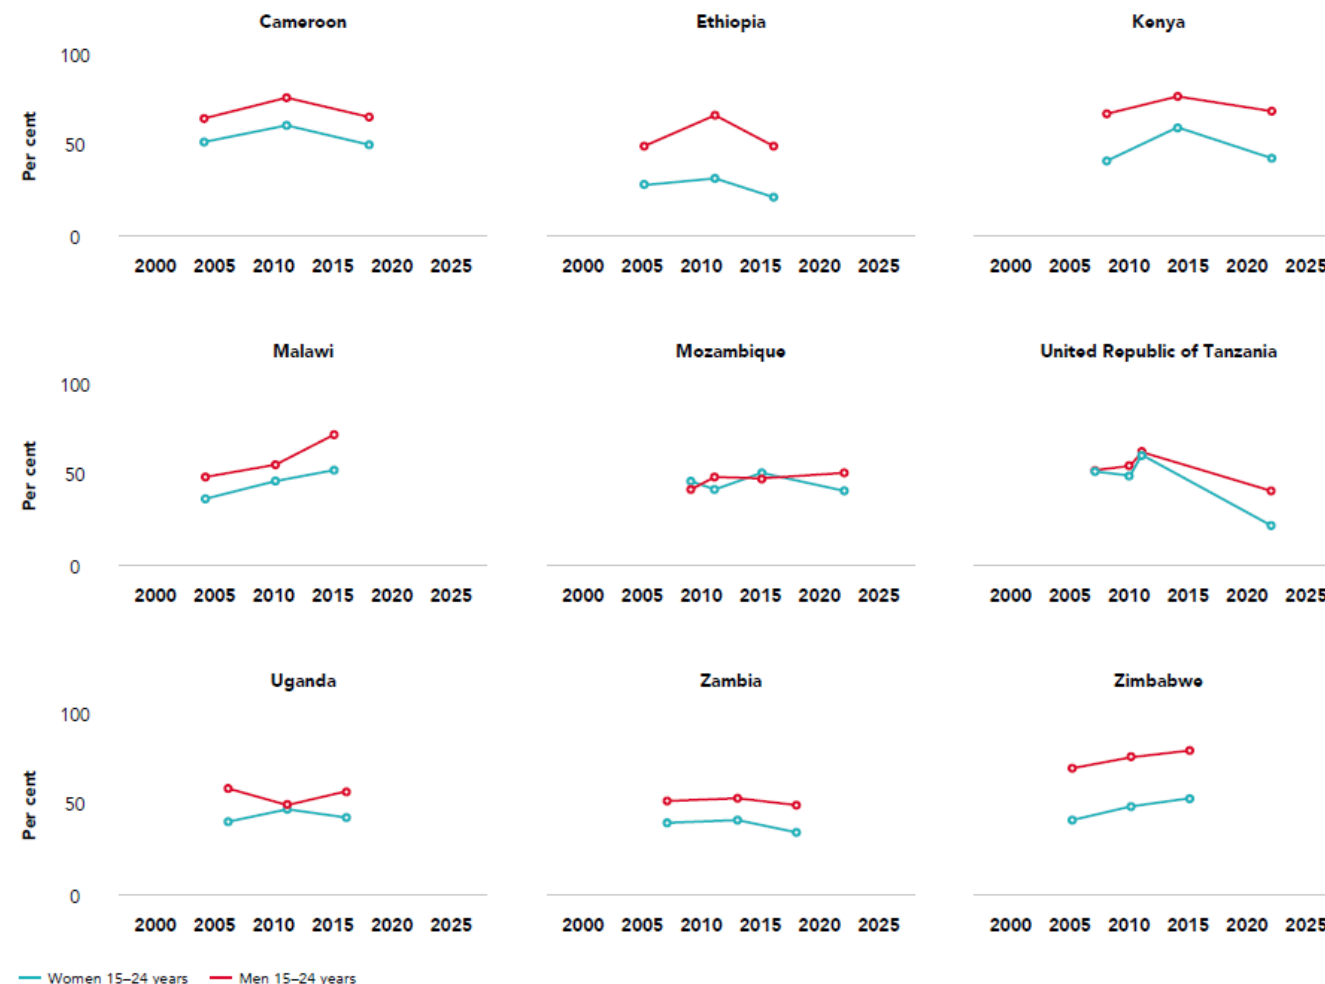 Cameroon Ethiopia Kenya
100
Per cent
50
0
2000 2005 2010 2015 2020 2025 2000 2005 2010 2015 2020 2025 2000 2005 2010 2015 2020 2025
Malawi Mozambique United Republic of Tanzania
100
Per cent
50
0
2000 2005 2010 2015 2020 2025 2000 2005 2010 2015 2020 2025 2000 2005 2010 2015 2020 2025
Uganda Zambia Zimbabwe
100
Per cent
50
0
2000 2005 2010 2015 2020 2025 2000 2005 2010 2015 2020 2025 2000 2005 2010 2015 2020 2025
Women 15–24 years Men 15–24 years